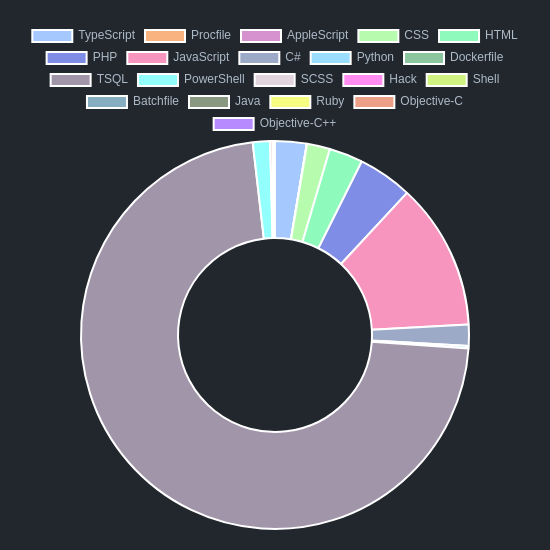 TypeScript Procfile AppleScript CSS HTML
PHP JavaScript C# Python Dockerfile
TSQL PowerShell SCSS Hack Shell
Batchfile Java Ruby Objective-C
Objective-C++